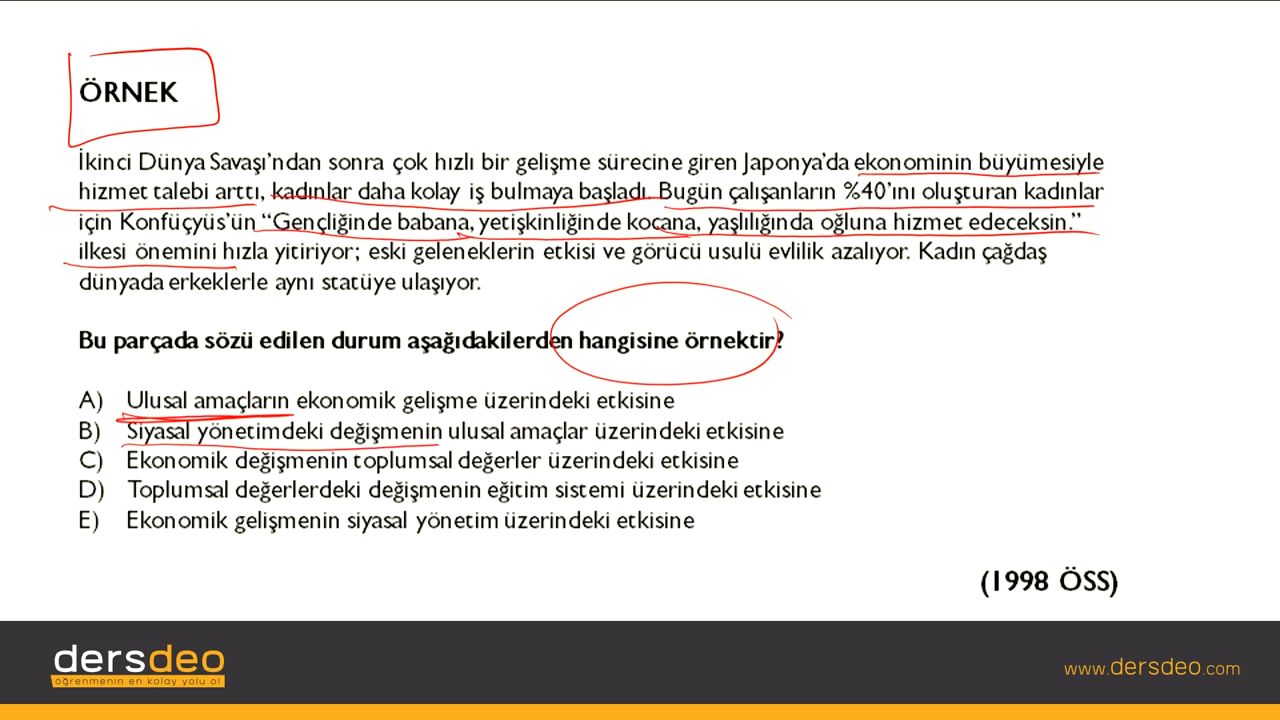 ÖRNEK
İkinci Dünya Savaşı’ndan sonra çok hızlı bir gelişme sürecine giren Japonya’da ekonominin büyümesiyle
hizmet talebi arttı, kadınlar daha kolay iş bulmaya başladı. Bugün çalışanların %40’ını oluşturan kadınlar
için Konfüçyüs’ün “Gençliğinde babana, yetişkinliğinde kocana, yaşlılığında oğluna hizmet edeceksin.”
ilkesi önemini hızla yitiriyor; eski geleneklerin etkisi ve görücü usulü evlilik azalıyor. Kadın çağdaş
dünyada erkeklerle aynı statüye ulaşıyor.
Bu parçada sözü edilen durum aşağıdakilerden hangisine örnektir?
A) Ulusal amaçların ekonomik gelişme üzerindeki etkisine
B) Siyasal yönetimdeki değişmenin ulusal amaçlar üzerindeki etkisine
C) Ekonomik değişmenin toplumsal değerler üzerindeki etkisine
D) Toplumsal değerlerdeki değişmenin eğitim sistemi üzerindeki etkisine
E) Ekonomik gelişmenin siyasal yönetim üzerindeki etkisine
(1998 ÖSS)
dersdeo
öğrenmenin en kolay yolu o!
www.dersdeo.com